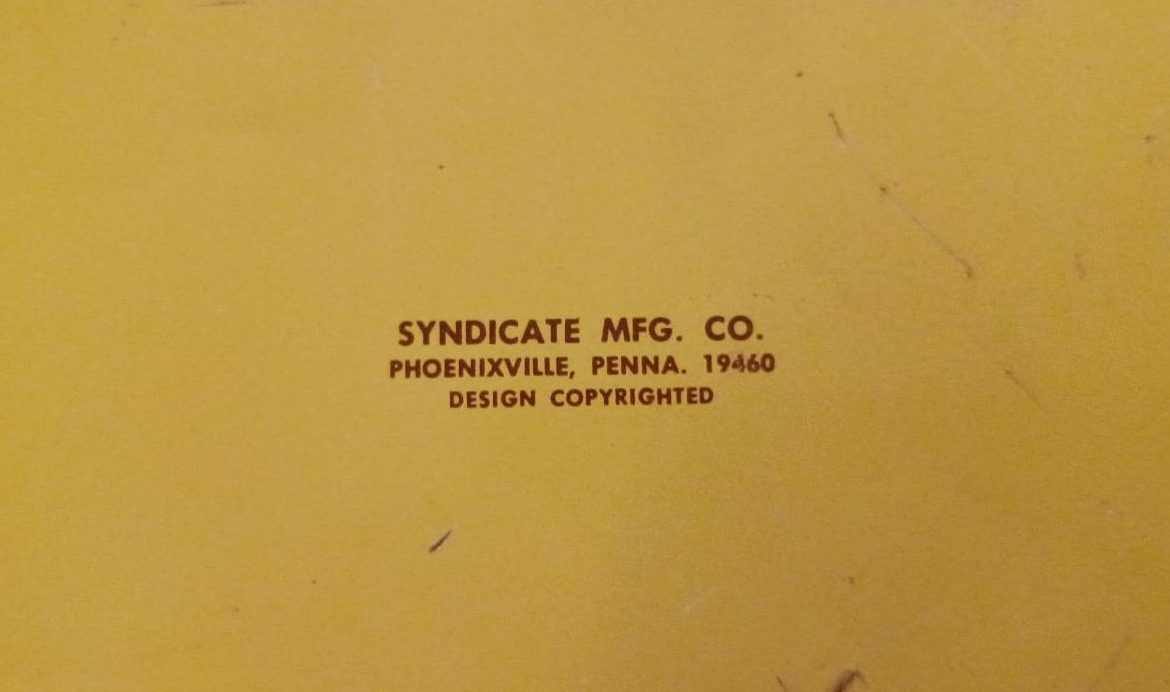 SYNDICATE MFG. CO.
PHOENIXVILLE, PENNA. 19460
DESIGN COPYRIGHTED